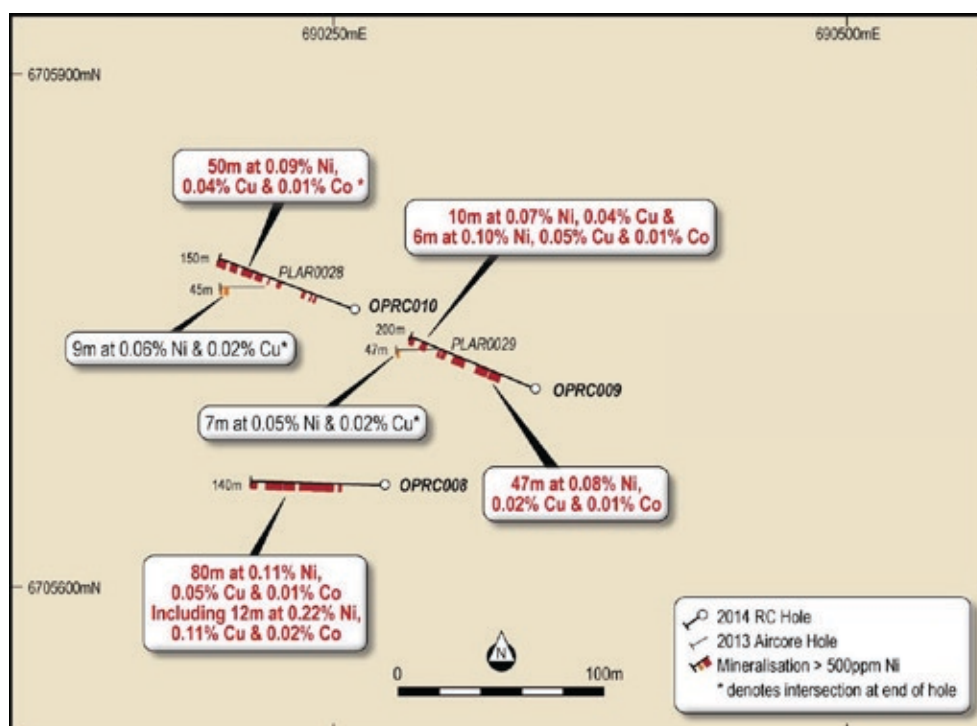 690250mE
690500mE
6705900mN
50m at 0.09% Ni,
0.04% Cu & 0.01% Co *
10m at 0.07% Ni, 0.04% Cu &
6m at 0.10% Ni, 0.05% Cu & 0.01% Co
150m
PLAR0028
45m
OPRC010
9m at 0.06% Ni & 0.02% Cu*
200m
PLAR0029
47m
OPRC009
7m at 0.05% Ni & 0.02% Cu*
140m
OPRC008
47m at 0.08% Ni,
0.02% Cu & 0.01% Co
80m at 0.11% Ni,
0.05% Cu & 0.01% Co
Including 12m at 0.22% Ni,
0.11% Cu & 0.02% Co
6705600mN
N
0
100m
2014 RC Hole
2013 Aircore Hole
Mineralisation > 500ppm Ni
* denotes intersection at end of hole